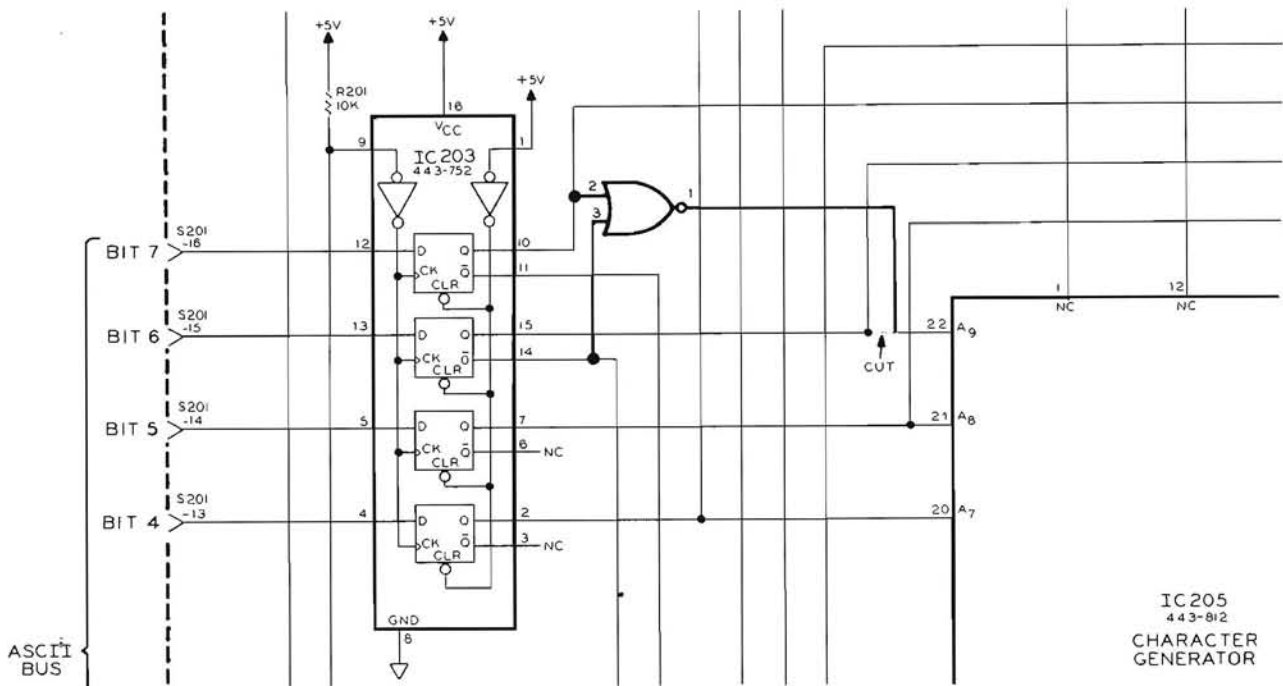 +5V
+5V
+5V
R201
10K
16
VCC
9
1
IC203
443-752
2
1
3
BIT 7
S201
-16
12
D
Q
10
CK
Q
11
CLR
1
NC
12
NC
BIT 6
S201
-15
13
D
Q
15
CK
Q
14
CLR
22
A9
CUT
BIT 5
S201
-14
5
D
Q
7
CK
Q
6
NC
CLR
21
A8
BIT 4
S201
-13
4
D
Q
2
CK
Q
3
NC
CLR
20
A7
GND
8
ASCII
BUS
IC205
443-812
CHARACTER
GENERATOR